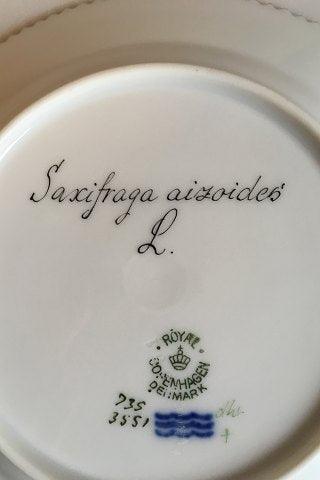 Saxifraga aizoides
L.
ROYAL
COPENHAGEN
DENMARK
735
3551